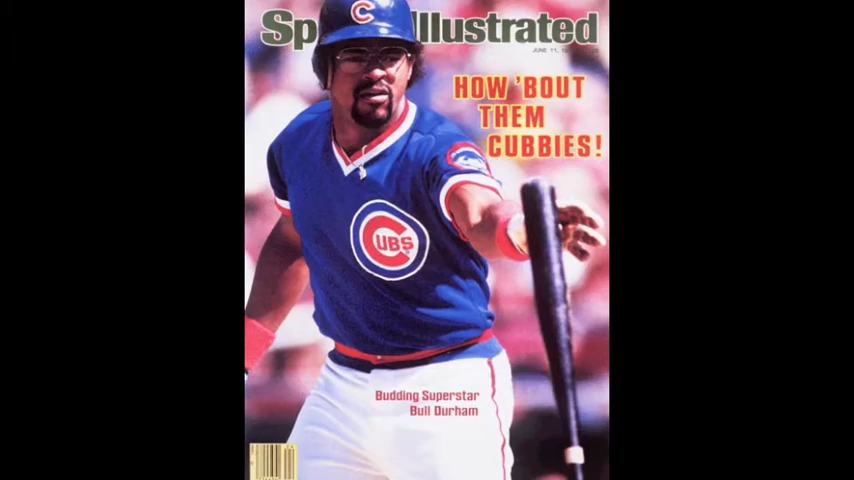 Sp Illustrated
JUNE 11,
HOW 'BOUT
THEM
CUBBIES!
C
CUBS
Budding Superstar
Bull Durham